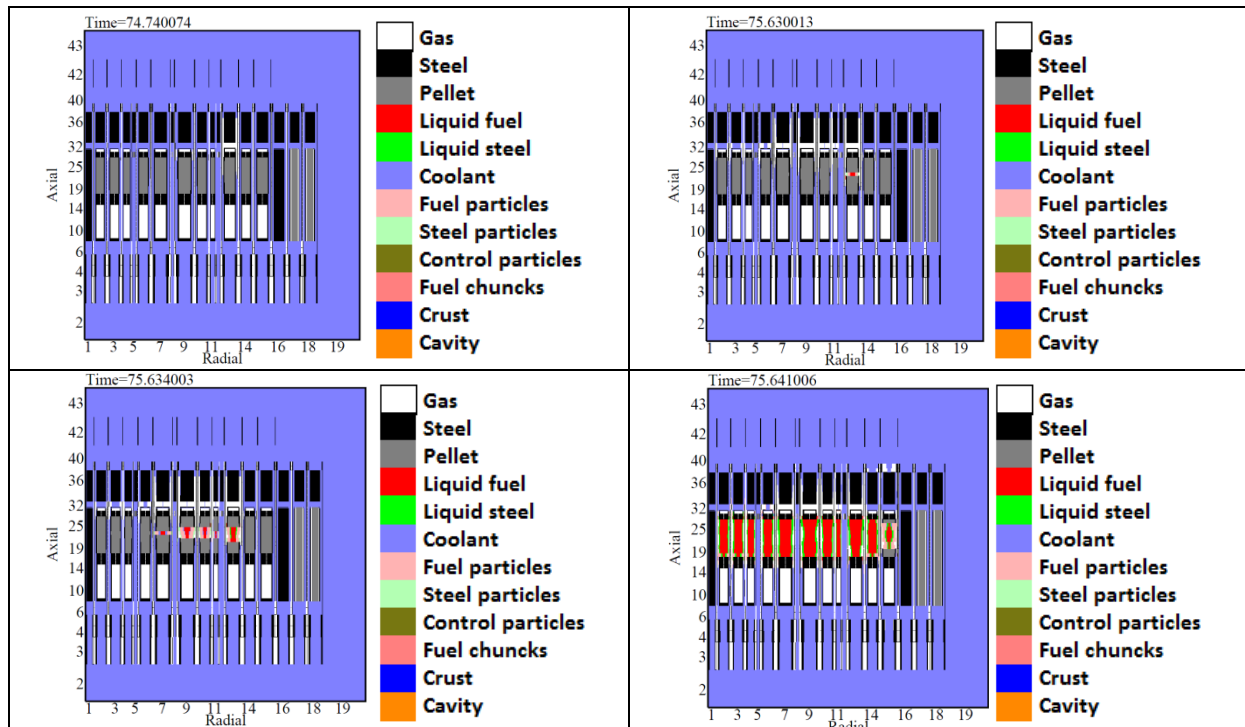 Time=74.740074
43
42
40
36
32
25
19
14
10
6
4
3
2
Axial
1 3 5 7 9 11 14 16 18 19
Radial
Gas
Steel
Pellet
Liquid fuel
Liquid steel
Coolant
Fuel particles
Steel particles
Control particles
Fuel chuncks
Crust
Cavity
Time=75.630013
43
42
40
36
32
25
19
14
10
6
4
3
2
Axial
1 3 5 7 9 11 14 16 18 19
Radial
Gas
Steel
Pellet
Liquid fuel
Liquid steel
Coolant
Fuel particles
Steel particles
Control particles
Fuel chuncks
Crust
Cavity
Time=75.634003
43
42
40
36
32
25
19
14
10
6
4
3
2
Axial
1 3 5 7 9 11 14 16 18 19
Radial
Gas
Steel
Pellet
Liquid fuel
Liquid steel
Coolant
Fuel particles
Steel particles
Control particles
Fuel chuncks
Crust
Cavity
Time=75.641006
43
42
40
36
32
25
19
14
10
6
4
3
2
Axial
1 3 5 7 9 11 14 16 18 19
Radial
Gas
Steel
Pellet
Liquid fuel
Liquid steel
Coolant
Fuel particles
Steel particles
Control particles
Fuel chuncks
Crust
Cavity